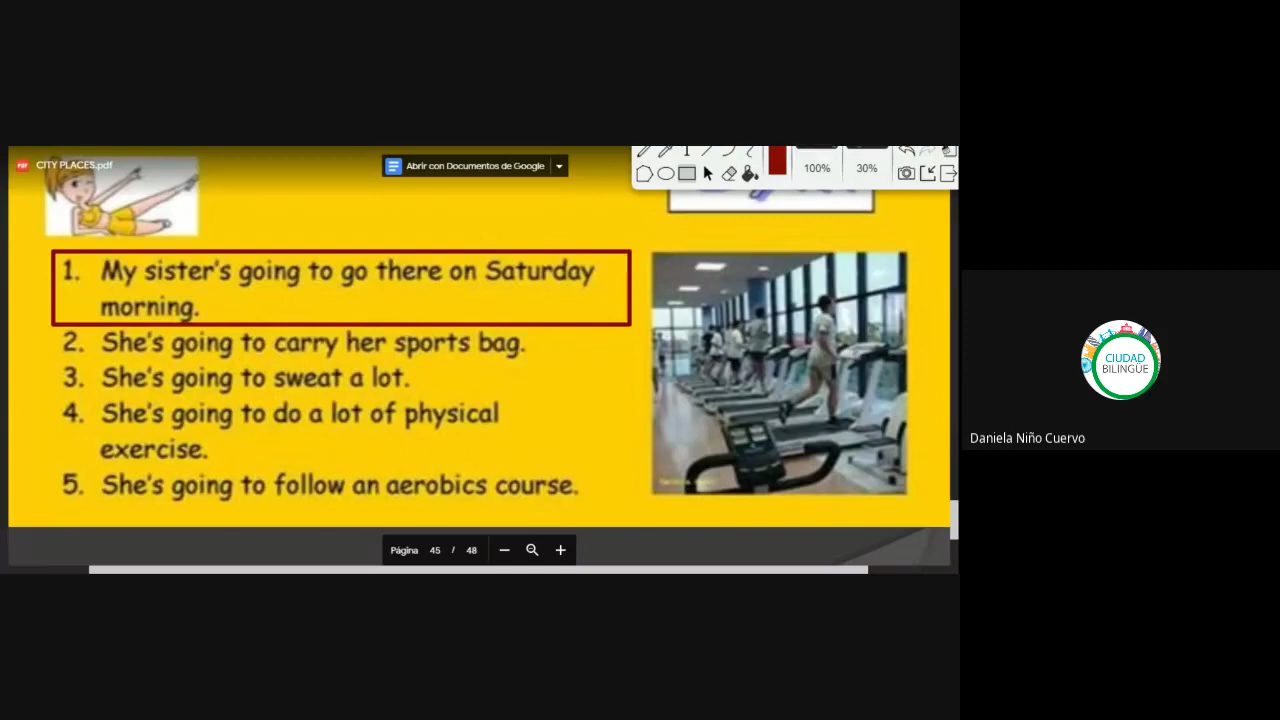 CITY PLACES.pdf
Abrir con Documentos de Google
100%
30%
1. My sister's going to go there on Saturday
morning.
2. She's going to carry her sports bag.
3. She's going to sweat a lot.
4. She's going to do a lot of physical
exercise.
5. She's going to follow an aerobics course.
Página 45 / 48
CIUDAD
BILINGÜE
Daniela Niño Cuervo